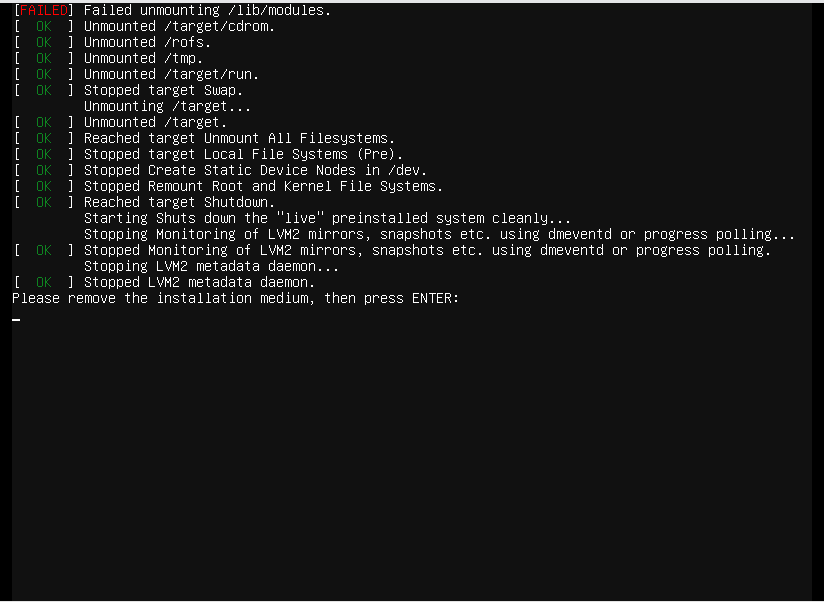 [FAILED] Failed unmounting /lib/modules.
[  OK  ] Unmounted /target/cdrom.
[  OK  ] Unmounted /rofs.
[  OK  ] Unmounted /tmp.
[  OK  ] Unmounted /target/run.
[  OK  ] Stopped target Swap.
         Unmounting /target...
[  OK  ] Unmounted /target.
[  OK  ] Reached target Unmount All Filesystems.
[  OK  ] Stopped target Local File Systems (Pre).
[  OK  ] Stopped Create Static Device Nodes in /dev.
[  OK  ] Stopped Remount Root and Kernel File Systems.
[  OK  ] Reached target Shutdown.
         Starting Shuts down the "live" preinstalled system cleanly...
         Stopping Monitoring of LVM2 mirrors, snapshots etc. using dmeventd or progress polling...
[  OK  ] Stopped Monitoring of LVM2 mirrors, snapshots etc. using dmeventd or progress polling.
         Stopping LVM2 metadata daemon...
[  OK  ] Stopped LVM2 metadata daemon.
Please remove the installation medium, then press ENTER: